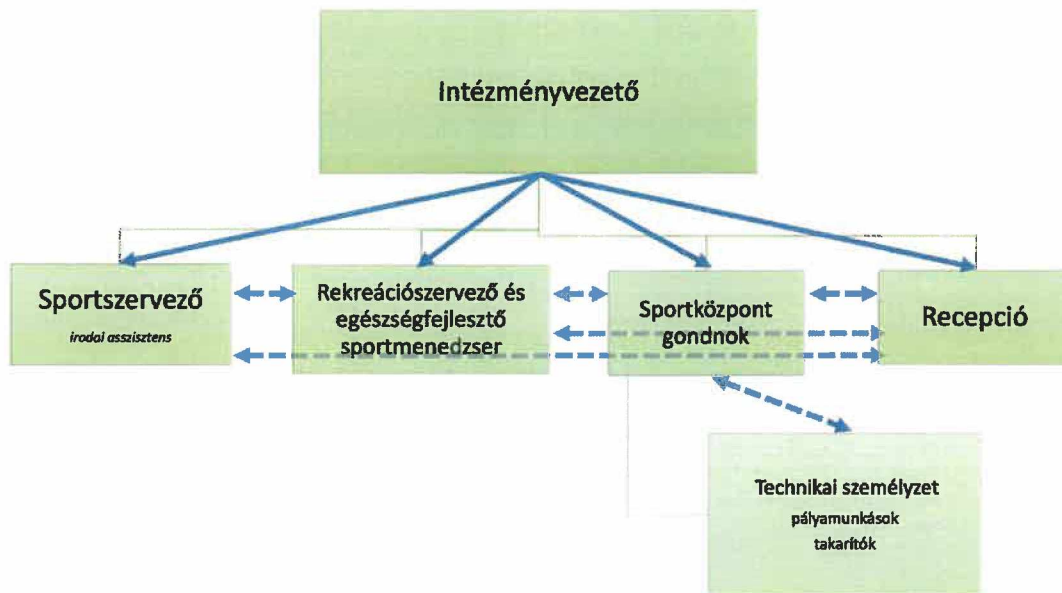 Intézményvezető
Sportszervező
irodai asszisztens
Rekreációszervező és
egészségfejlesztő
sportmenedzser
Sportközpont
gondnok
Recepció
Technikai személyzet
pályamunkások
takarítók